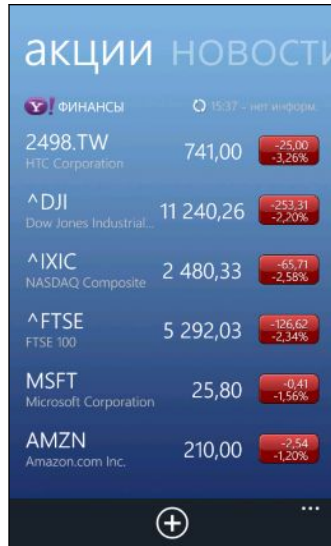 акции новости
Y! ФИНАНСЫ 15:37 - нет информ.
2498.TW 741,00 -25,00
HTC Corporation -3,26%
^DJI 11 240,26 -253,31
Dow Jones Industrial... -2,20%
^IXIC 2 480,33 -65,71
NASDAQ Composite -2,58%
^FTSE 5 292,03 -126,62
FTSE 100 -2,34%
MSFT 25,80 -0,41
Microsoft Corporation -1,56%
AMZN 210,00 -2,54
Amazon.com Inc. -1,20%